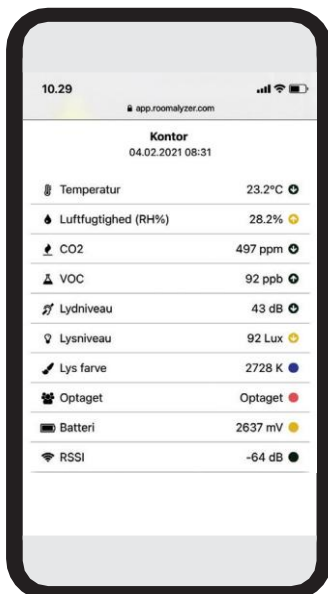 10.29
app.roomalyzer.com
Kontor
04.02.2021 08:31
Temperatur 23.2°C
Luftfugtighed (RH%) 28.2%
CO2 497 ppm
VOC 92 ppb
Lydniveau 43 dB
Lysniveau 92 Lux
Lys farve 2728 K
Optaget Optaget
Batteri 2637 mV
RSSI -64 dB